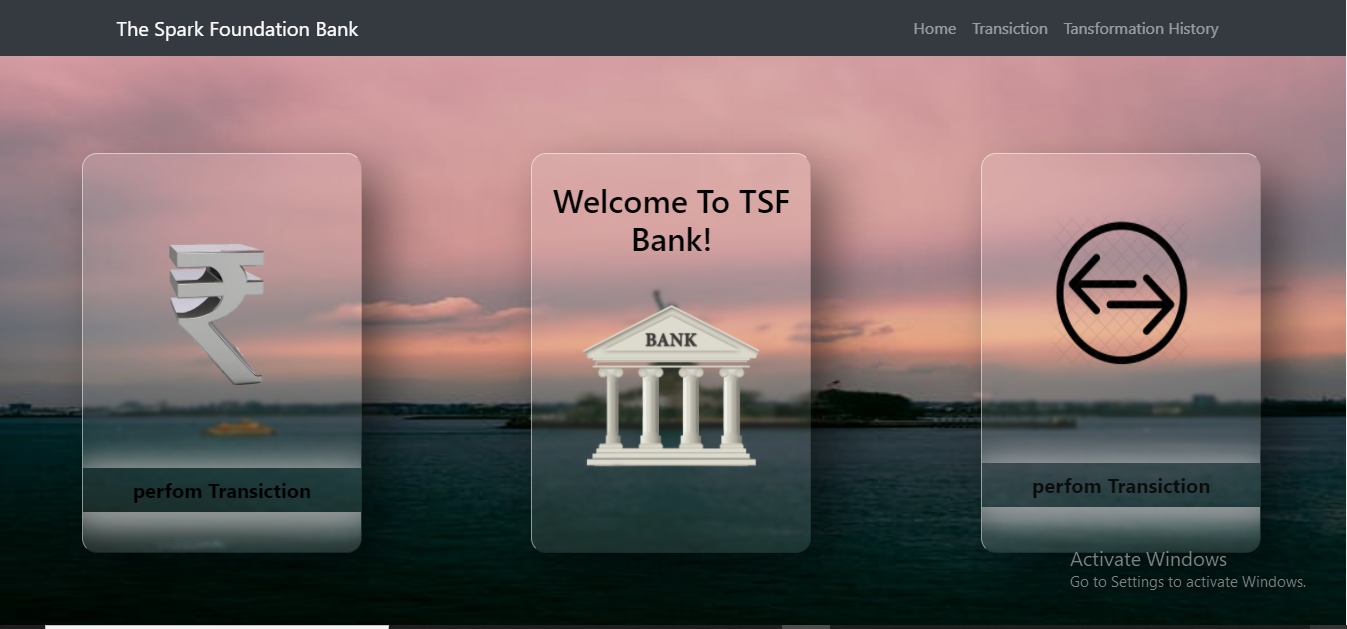 The Spark Foundation Bank
Home Transiction Tansformation History
Welcome To TSF
Bank!
BANK
perfom Transiction
perfom Transiction
Activate Windows
Go to Settings to activate Windows.